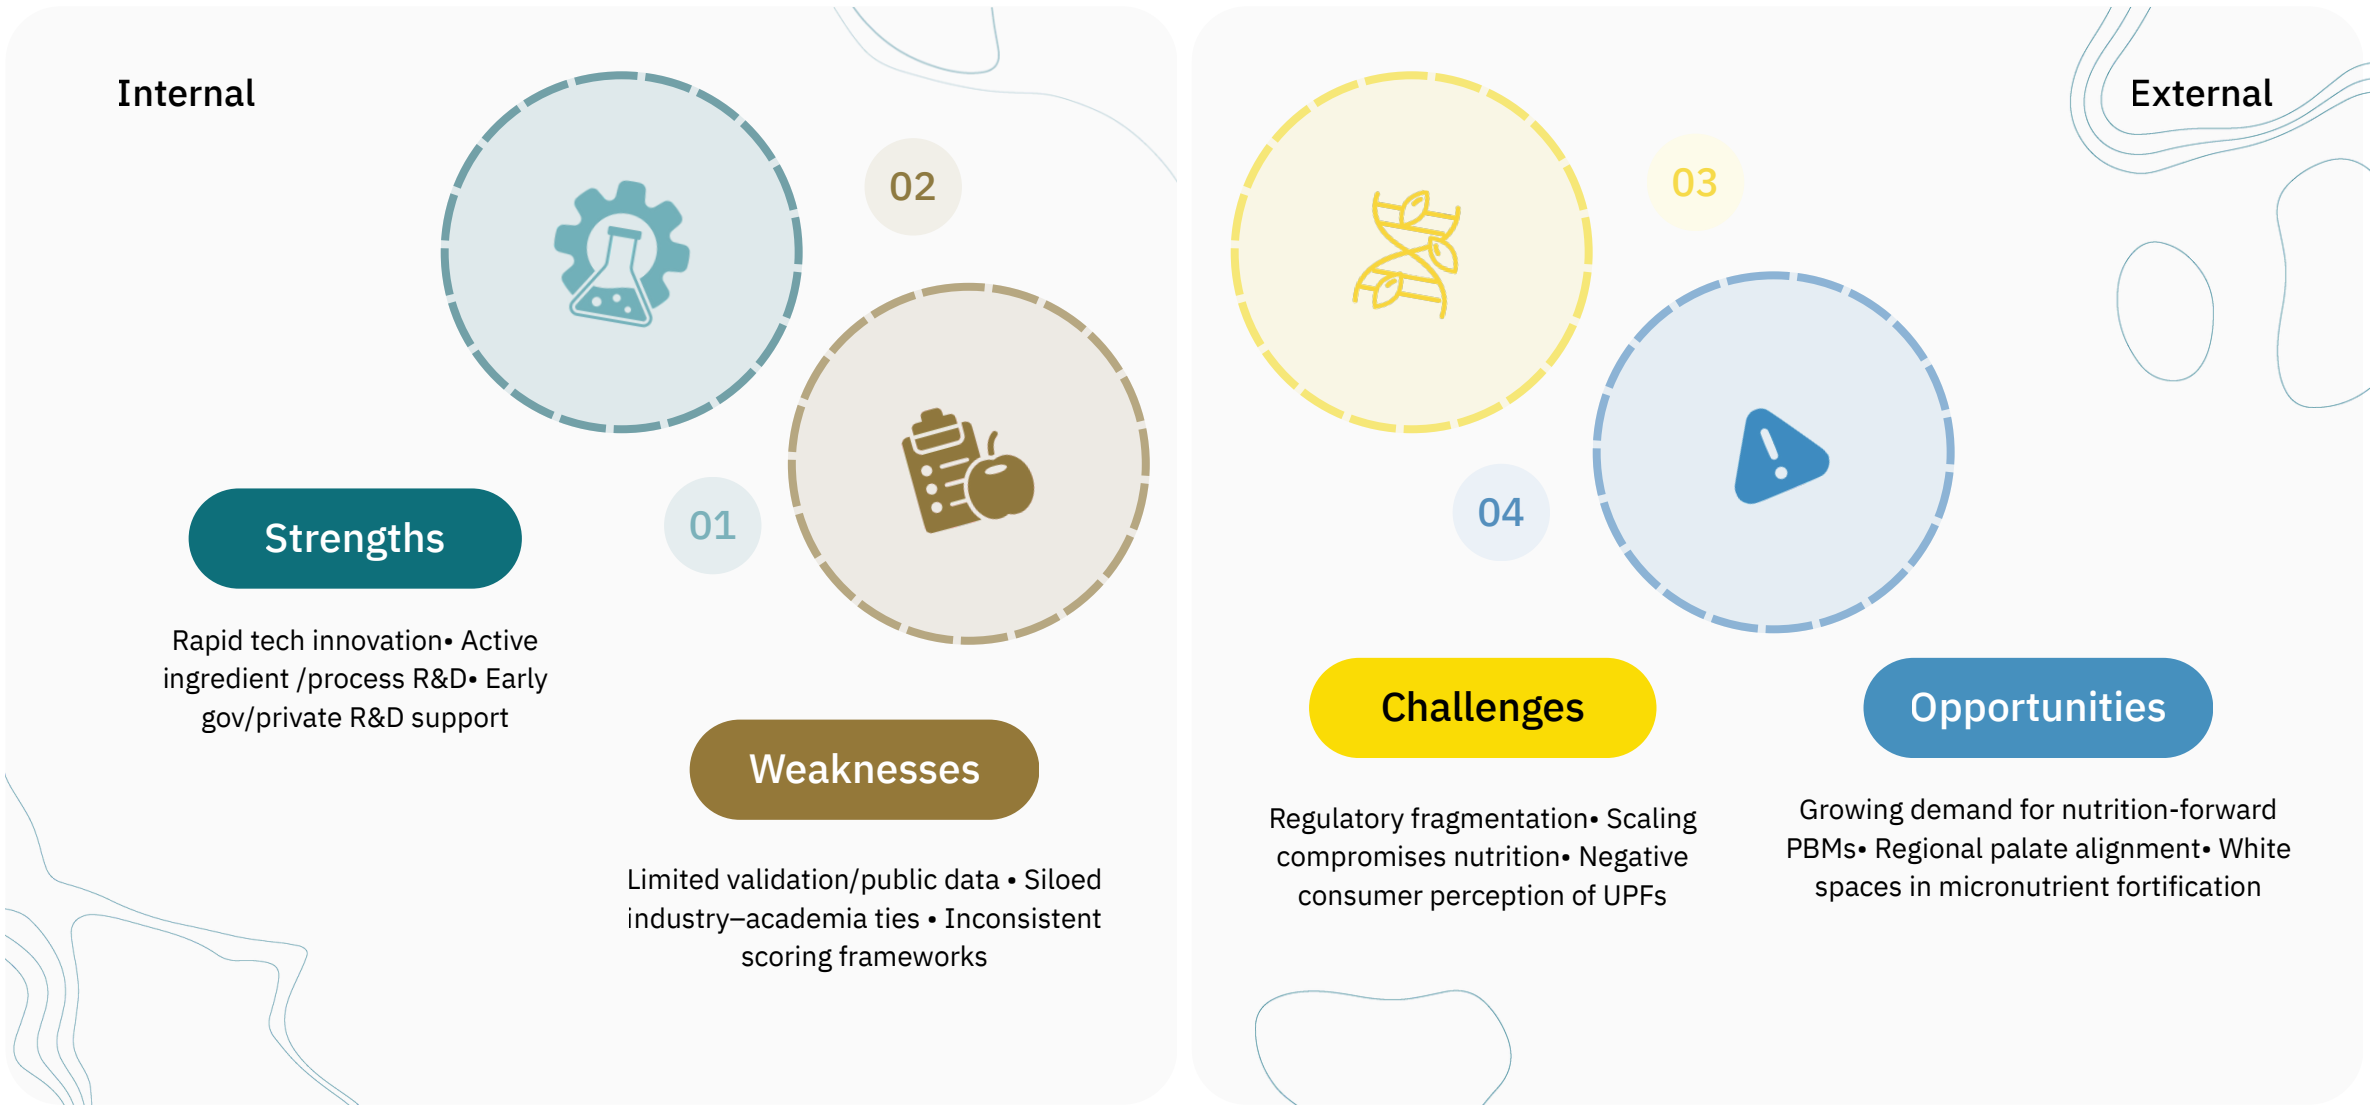 Internal
01
Strengths
Rapid tech innovation• Active
ingredient /process R&D• Early
gov/private R&D support
02
Weaknesses
Limited validation/public data • Siloed
industry–academia ties • Inconsistent
scoring frameworks
External
03
Challenges
Regulatory fragmentation• Scaling
compromises nutrition• Negative
consumer perception of UPFs
04
Opportunities
Growing demand for nutrition-forward
PBMs• Regional palate alignment• White
spaces in micronutrient fortification